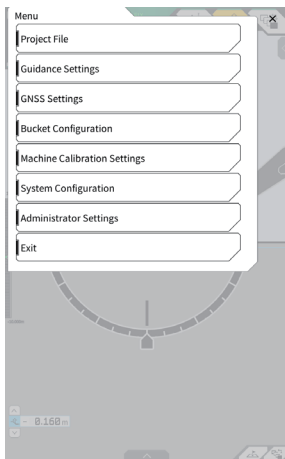 Menu
Project File
Guidance Settings
GNSS Settings
Bucket Configuration
Machine Calibration Settings
System Configuration
Administrator Settings
Exit
- 0.160 m